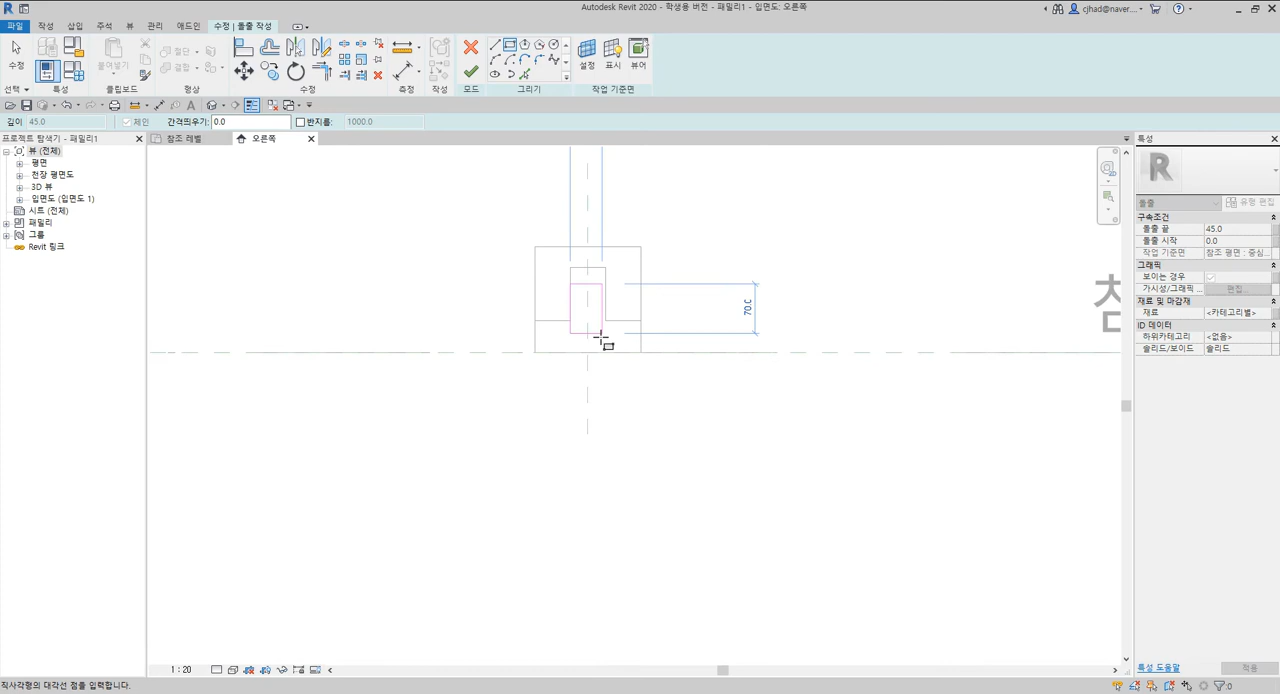 Autodesk Revit 2020 - 학생용 버전 - 패밀리1 - 입면도: 오른쪽
cjhad@naver....
파일 작성 삽입 주석 뷰 관리 애드인 수정 | 돌출 작성
수정 붙여넣기 절단 결합 설정 표시 뷰어
선택 특성 클립보드 형상 수정 측정 작성 모드 그리기 작업 기준면
깊이 45.0 체인 간격띄우기: 0.0 반지름: 1000.0
프로젝트 탐색기 - 패밀리1
참조 레벨
오른쪽
특성
뷰 (전체)
평면
천장 평면도
3D 뷰
입면도 (입면도 1)
시트 (전체)
패밀리
그룹
Revit 링크
70.0
참
2D
R
돌출
유형 편집
구속조건
돌출 끝 45.0
돌출 시작 0.0
작업 기준면 참조 평면 : 중심...
그래픽
보이는 경우
가시성/그래픽 ... 편집...
재료 및 마감재
재료 <카테고리별>
ID 데이터
하위카테고리 <없음>
솔리드/보이드 솔리드
특성 도움말 적용
1 : 20
직사각형의 대각선 점을 입력합니다.
:0